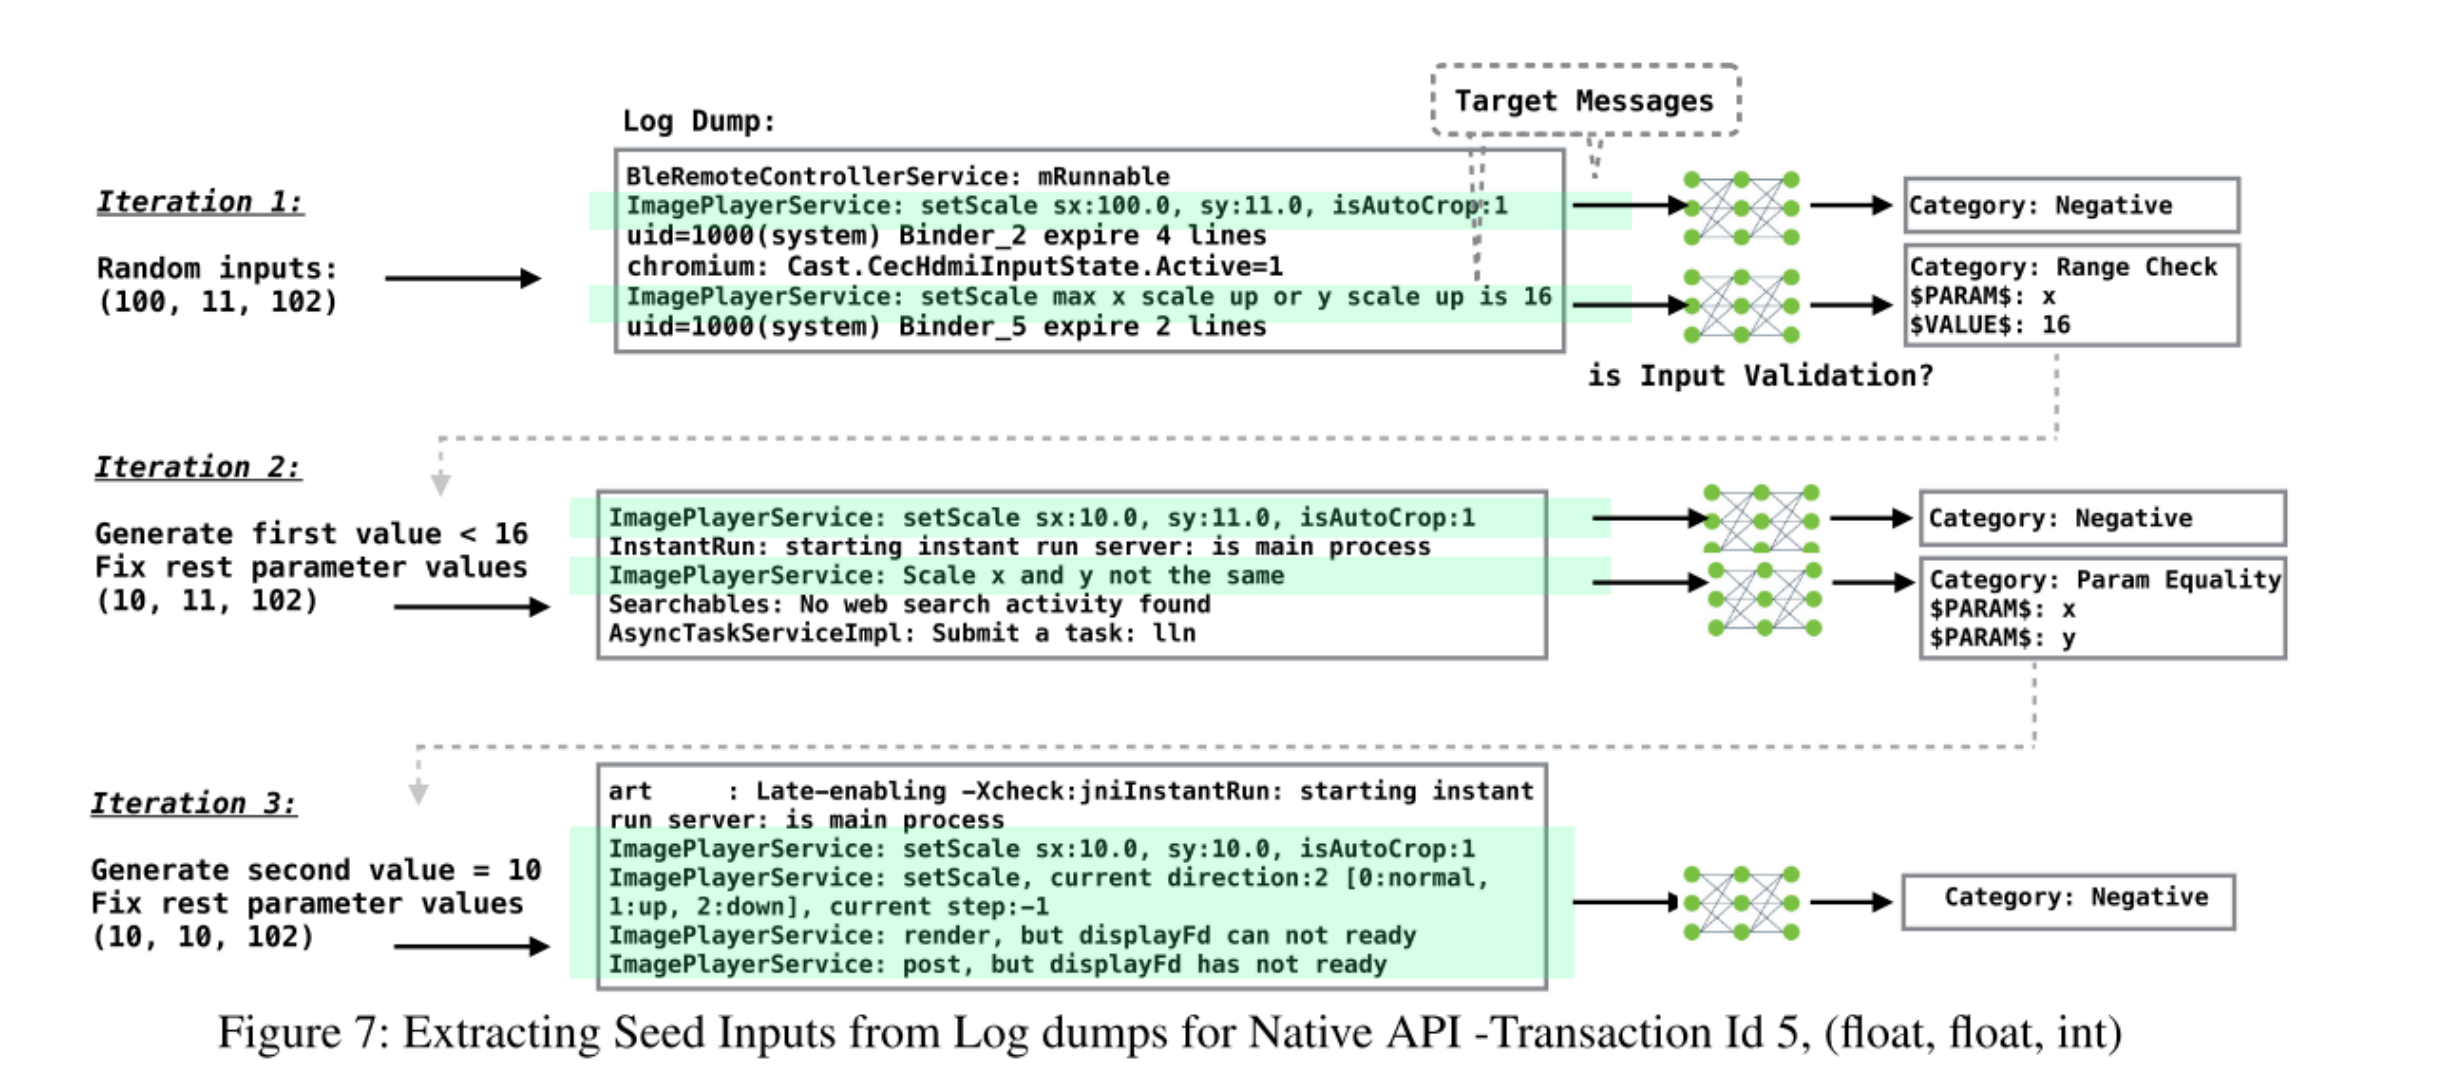 Target Messages
Log Dump:
Iteration 1:
Random inputs:
(100, 11, 102)
BleRemoteControllerService: mRunnable
ImagePlayerService: setScale sx:100.0, sy:11.0, isAutoCrop:1
uid=1000(system) Binder_2 expire 4 lines
chromium: Cast.CecHdmiInputState.Active=1
ImagePlayerService: setScale max x scale up or y scale up is 16
uid=1000(system) Binder_5 expire 2 lines
Category: Negative
Category: Range Check
$PARAM$: x
$VALUE$: 16
is Input Validation?
Iteration 2:
Generate first value < 16
Fix rest parameter values
(10, 11, 102)
ImagePlayerService: setScale sx:10.0, sy:11.0, isAutoCrop:1
InstantRun: starting instant run server: is main process
ImagePlayerService: Scale x and y not the same
Searchables: No web search activity found
AsyncTaskServiceImpl: Submit a task: lln
Category: Negative
Category: Param Equality
$PARAM$: x
$PARAM$: y
Iteration 3:
Generate second value = 10
Fix rest parameter values
(10, 10, 102)
art : Late-enabling -Xcheck:jniInstantRun: starting instant
run server: is main process
ImagePlayerService: setScale sx:10.0, sy:10.0, isAutoCrop:1
ImagePlayerService: setScale, current direction:2 [0:normal,
1:up, 2:down], current step:-1
ImagePlayerService: render, but displayFd can not ready
ImagePlayerService: post, but displayFd has not ready
Category: Negative
Figure 7: Extracting Seed Inputs from Log dumps for Native API -Transaction Id 5, (float, float, int)